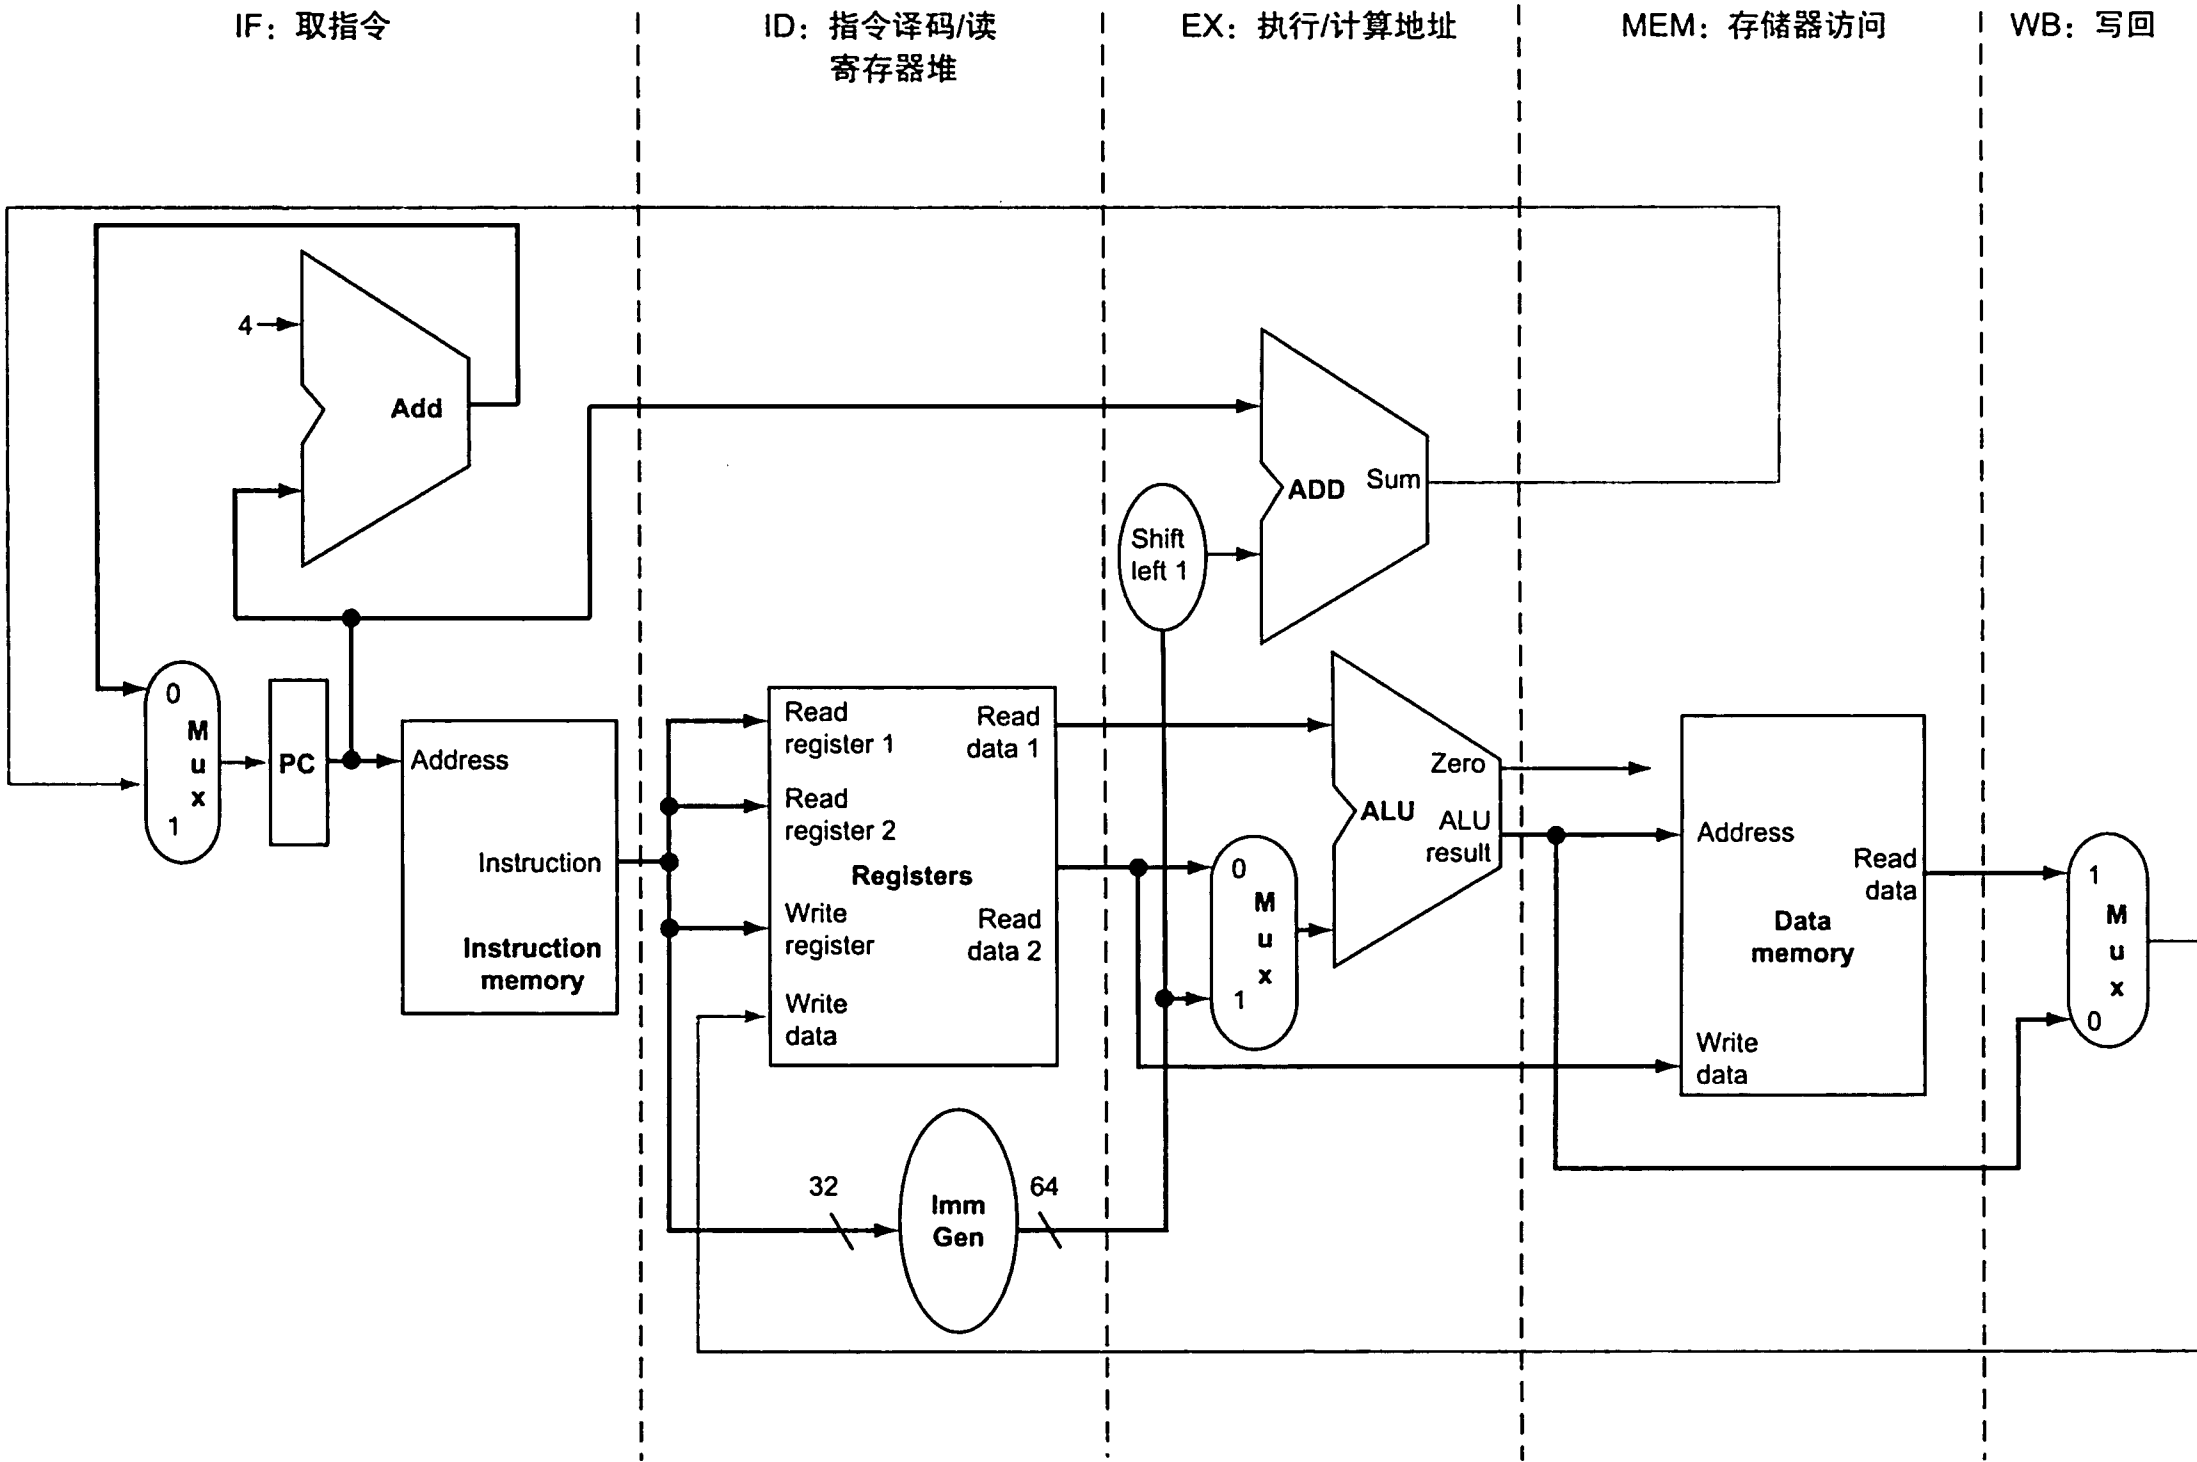 IF：取指令
ID：指令译码/读
寄存器堆
EX：执行/计算地址
MEM：存储器访问
WB：写回
4
Add
ADD
Sum
Shift
left 1
0
M
u
x
1
PC
Address
Instruction
Instruction
memory
Read
register 1
Read
register 2
Write
register
Write
data
Registers
Read
data 1
Read
data 2
32
Imm
Gen
64
0
M
u
x
1
Zero
ALU
ALU
result
Address
Read
data
Data
memory
Write
data
1
M
u
x
0